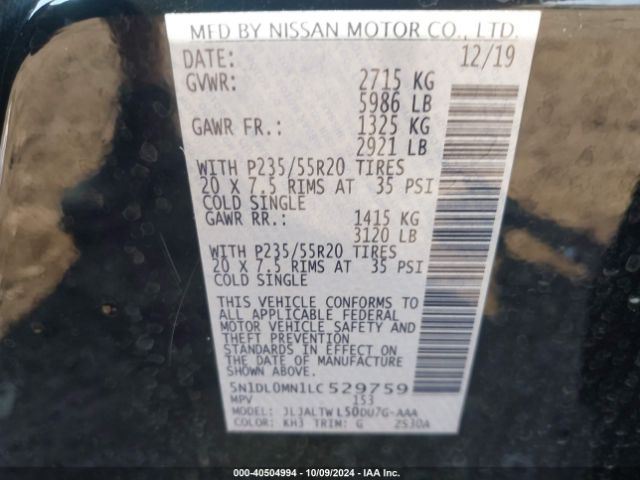 MFD BY NISSAN MOTOR CO., LTD.
DATE: 12/19
GVWR: 2715 KG
5986 LB
GAWR FR.: 1325 KG
2921 LB
WITH P235/55R20 TIRES
20 X 7.5 RIMS AT 35 PSI
COLD SINGLE
GAWR RR.: 1415 KG
3120 LB
WITH P235/55R20 TIRES
20 X 7.5 RIMS AT 35 PSI
COLD SINGLE
THIS VEHICLE CONFORMS TO
ALL APPLICABLE FEDERAL
MOTOR VEHICLE SAFETY AND
THEFT PREVENTION
STANDARDS IN EFFECT ON
THE DATE OF MANUFACTURE
SHOWN ABOVE.
5N1DL0MN1LC529759
MPV 153
MODEL: JLJALTWL50DU7G-AAA
COLOR: KH3 TRIM: G 2530A
000-40504994 | 10/09/2024 | IAA Inc.